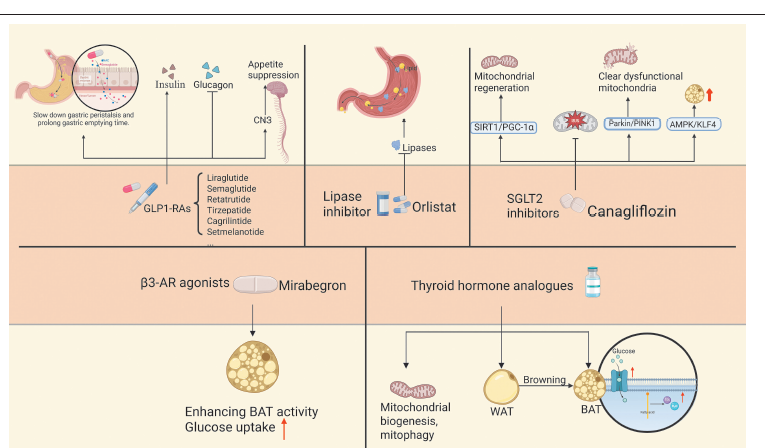 Slow down gastric peristalsis and
prolong gastric emptying time.
Insulin
Glucagon
Appetite
suppression
CN3
GLP1-RAs
Liraglutide
Semaglutide
Retatrutide
Tirzepatide
Cagrilintide
Setmelanotide
...
Lipases
Lipase
inhibitor
Orlistat
Mitochondrial
regeneration
Clear dysfunctional
mitochondria
SIRT1/PGC-1α
Parkin/PINK1
AMPK/KLF4
SGLT2
inhibitors
Canagliflozin
β3-AR agonists
Mirabegron
Enhancing BAT activity
Glucose uptake
Thyroid hormone analogues
Mitochondrial
biogenesis,
mitophagy
WAT
Browning
BAT
Glucose